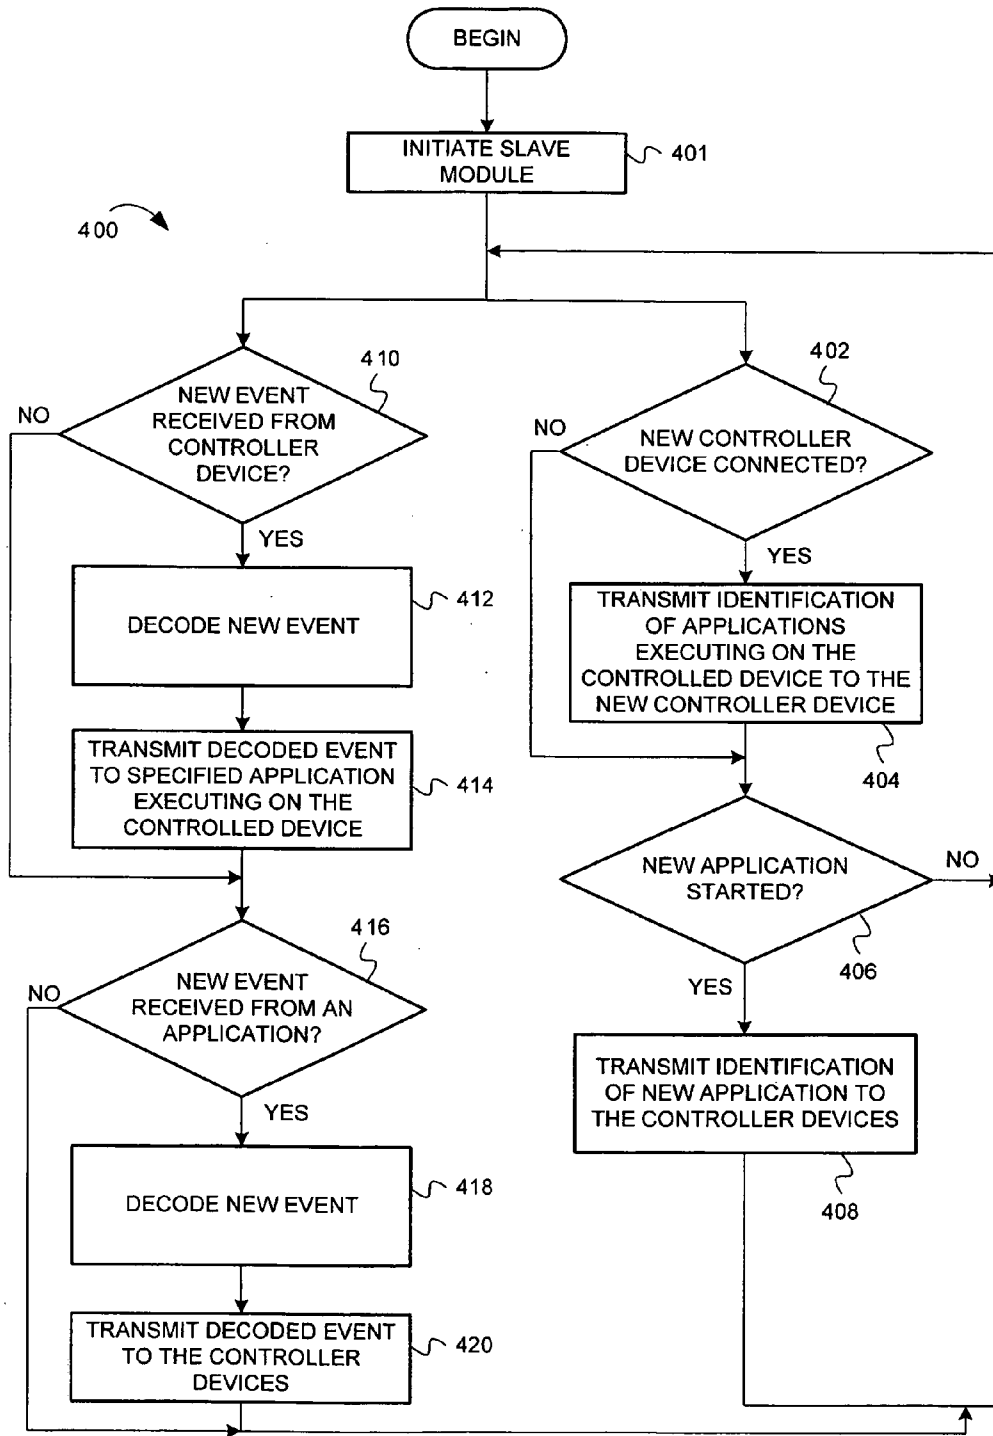 BEGIN
INITIATE SLAVE
MODULE
401
400
410
NEW EVENT
RECEIVED FROM
CONTROLLER
DEVICE?
NO
YES
412
DECODE NEW EVENT
TRANSMIT DECODED EVENT
TO SPECIFIED APPLICATION
EXECUTING ON THE
CONTROLLED DEVICE
414
416
NEW EVENT
RECEIVED FROM AN
APPLICATION?
NO
YES
418
DECODE NEW EVENT
TRANSMIT DECODED EVENT
TO THE CONTROLLER
DEVICES
420
402
NEW CONTROLLER
DEVICE CONNECTED?
NO
YES
TRANSMIT IDENTIFICATION
OF APPLICATIONS
EXECUTING ON THE
CONTROLLED DEVICE TO THE
NEW CONTROLLER DEVICE
404
NEW APPLICATION
STARTED?
NO
406
YES
TRANSMIT IDENTIFICATION
OF NEW APPLICATION TO
THE CONTROLLER DEVICES
408